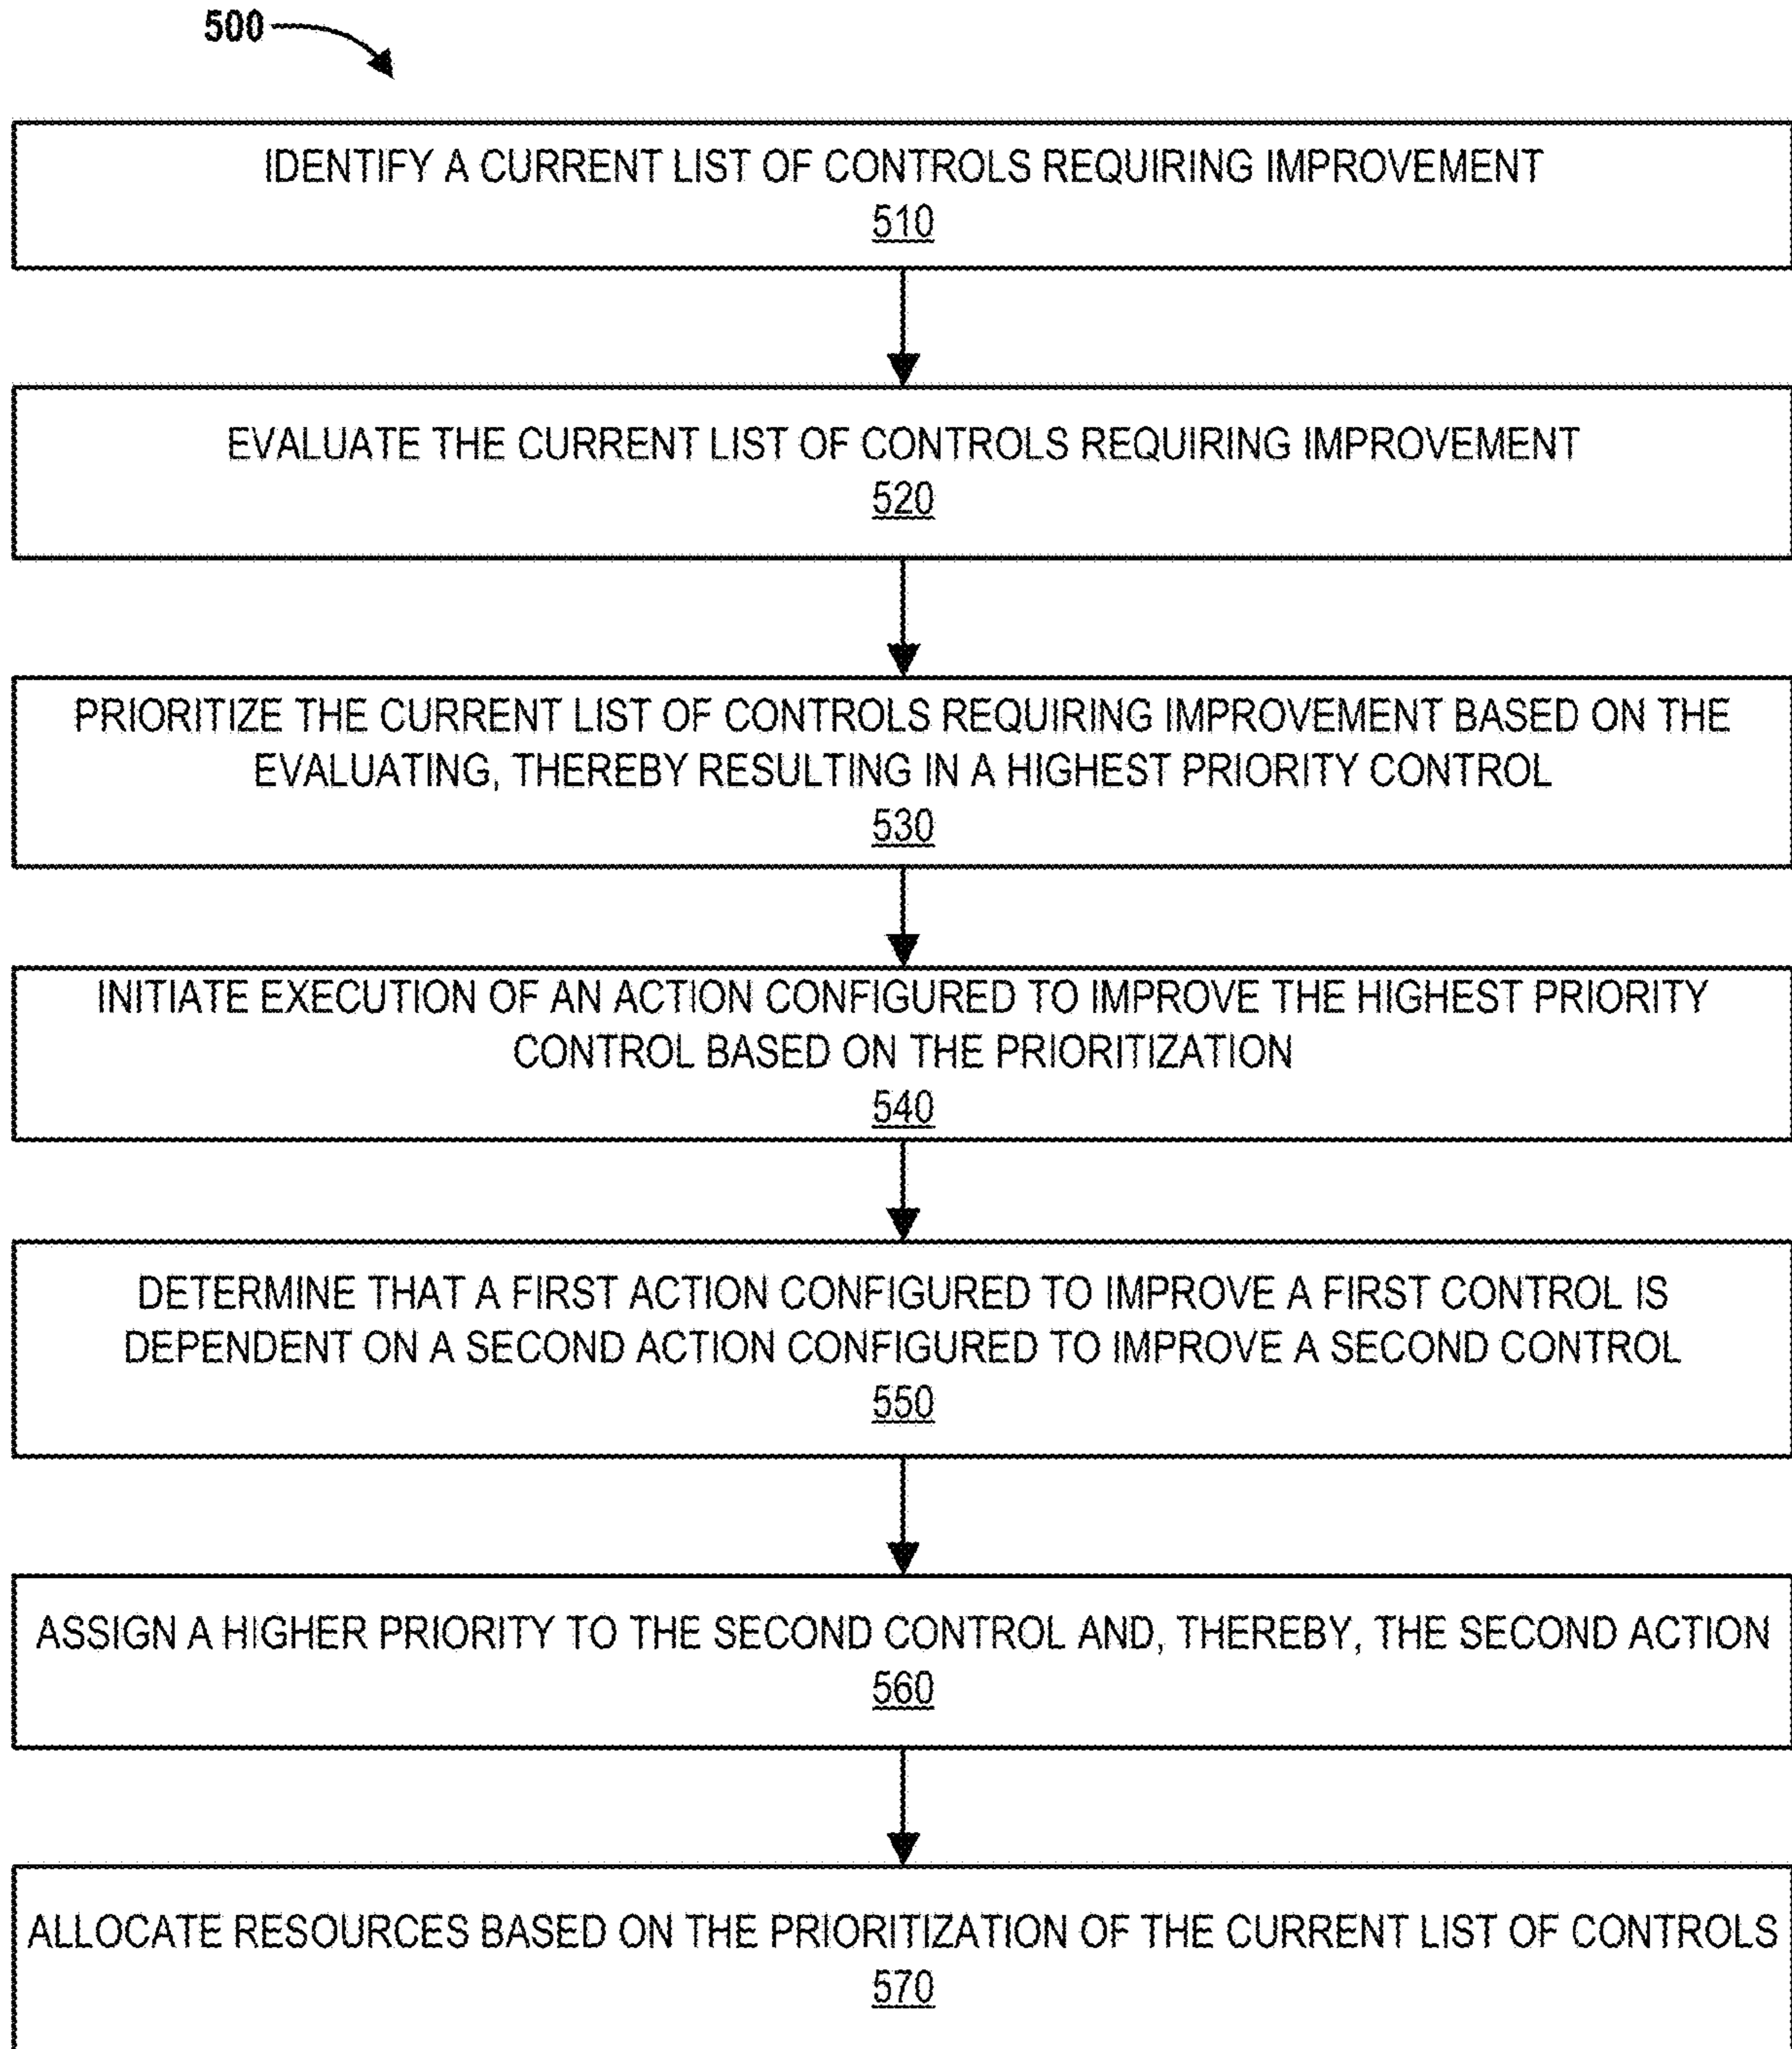 500
IDENTIFY A CURRENT LIST OF CONTROLS REQUIRING IMPROVEMENT
510
EVALUATE THE CURRENT LIST OF CONTROLS REQUIRING IMPROVEMENT
520
PRIORITIZE THE CURRENT LIST OF CONTROLS REQUIRING IMPROVEMENT BASED ON THE
EVALUATING, THEREBY RESULTING IN A HIGHEST PRIORITY CONTROL
530
INITIATE EXECUTION OF AN ACTION CONFIGURED TO IMPROVE THE HIGHEST PRIORITY
CONTROL BASED ON THE PRIORITIZATION
540
DETERMINE THAT A FIRST ACTION CONFIGURED TO IMPROVE A FIRST CONTROL IS
DEPENDENT ON A SECOND ACTION CONFIGURED TO IMPROVE A SECOND CONTROL
550
ASSIGN A HIGHER PRIORITY TO THE SECOND CONTROL AND, THEREBY, THE SECOND ACTION
560
ALLOCATE RESOURCES BASED ON THE PRIORITIZATION OF THE CURRENT LIST OF CONTROLS
570